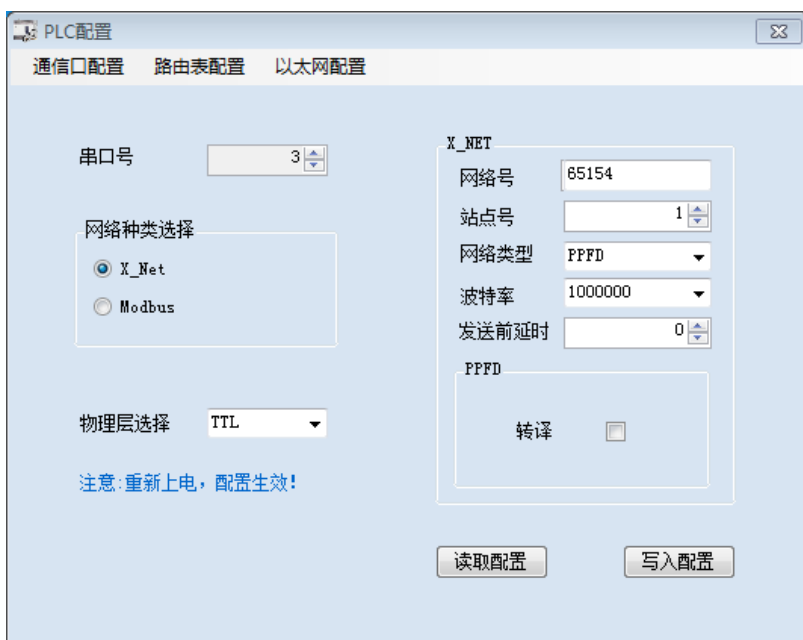 PLC配置
通信口配置 路由表配置 以太网配置
串口号 3
网络种类选择
X_Net
Modbus
物理层选择 TTL
注意:重新上电，配置生效!
X_NET
网络号 65154
站点号 1
网络类型 PPFD
波特率 1000000
发送前延时 0
PPFD
转译
读取配置 写入配置